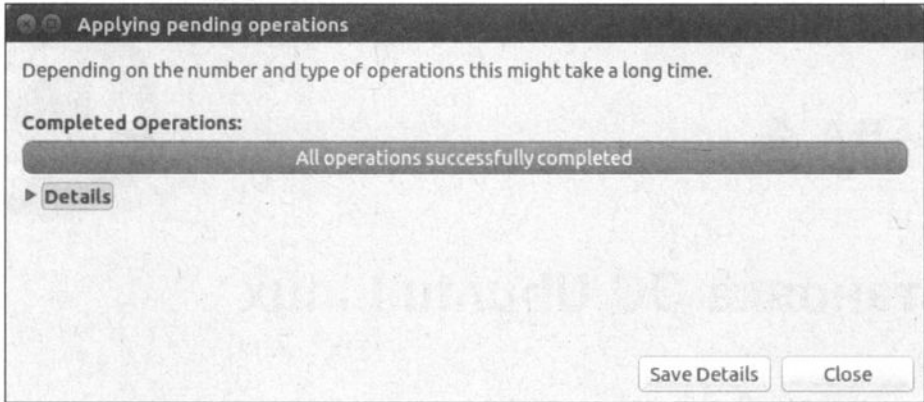 Applying pending operations
Depending on the number and type of operations this might take a long time.
Completed Operations:
All operations successfully completed
Details
Save Details
Close